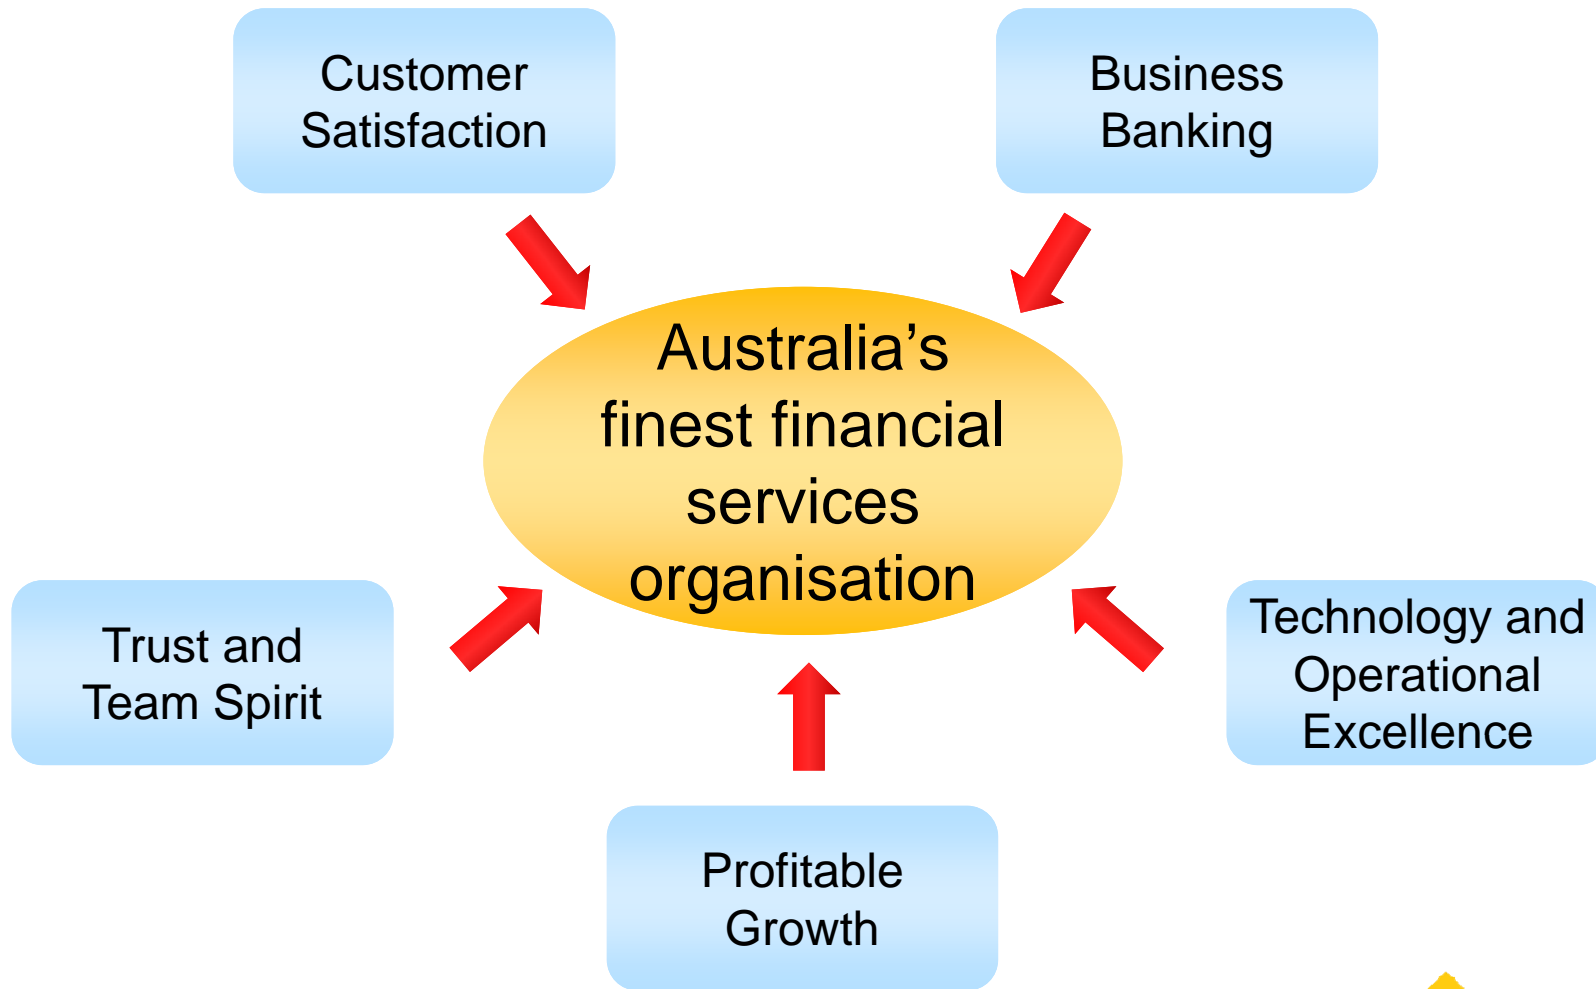 Customer
Satisfaction
Business
Banking
Australia’s
finest financial
services
organisation
Trust and
Team Spirit
Technology and
Operational
Excellence
Profitable
Growth